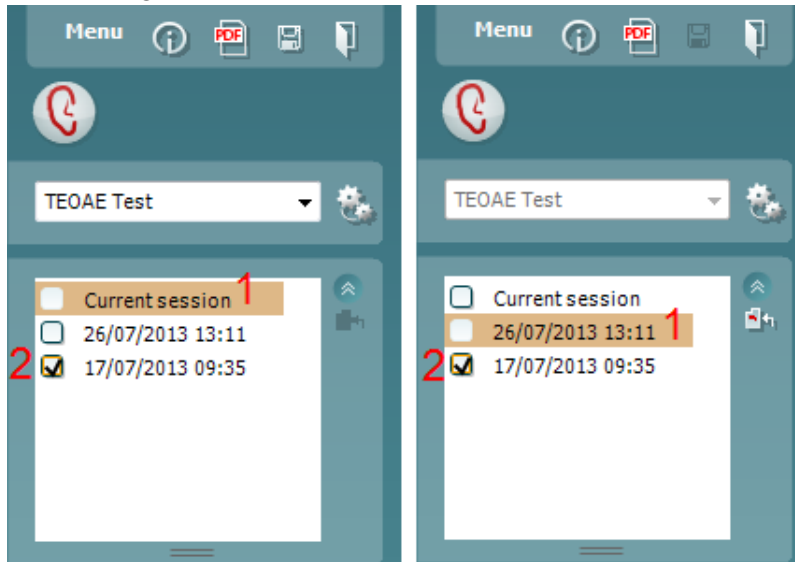 Menu PDF
TEOAE Test
Current session 1
26/07/2013 13:11
2 17/07/2013 09:35
Menu PDF
TEOAE Test
Current session
26/07/2013 13:11 1
2 17/07/2013 09:35